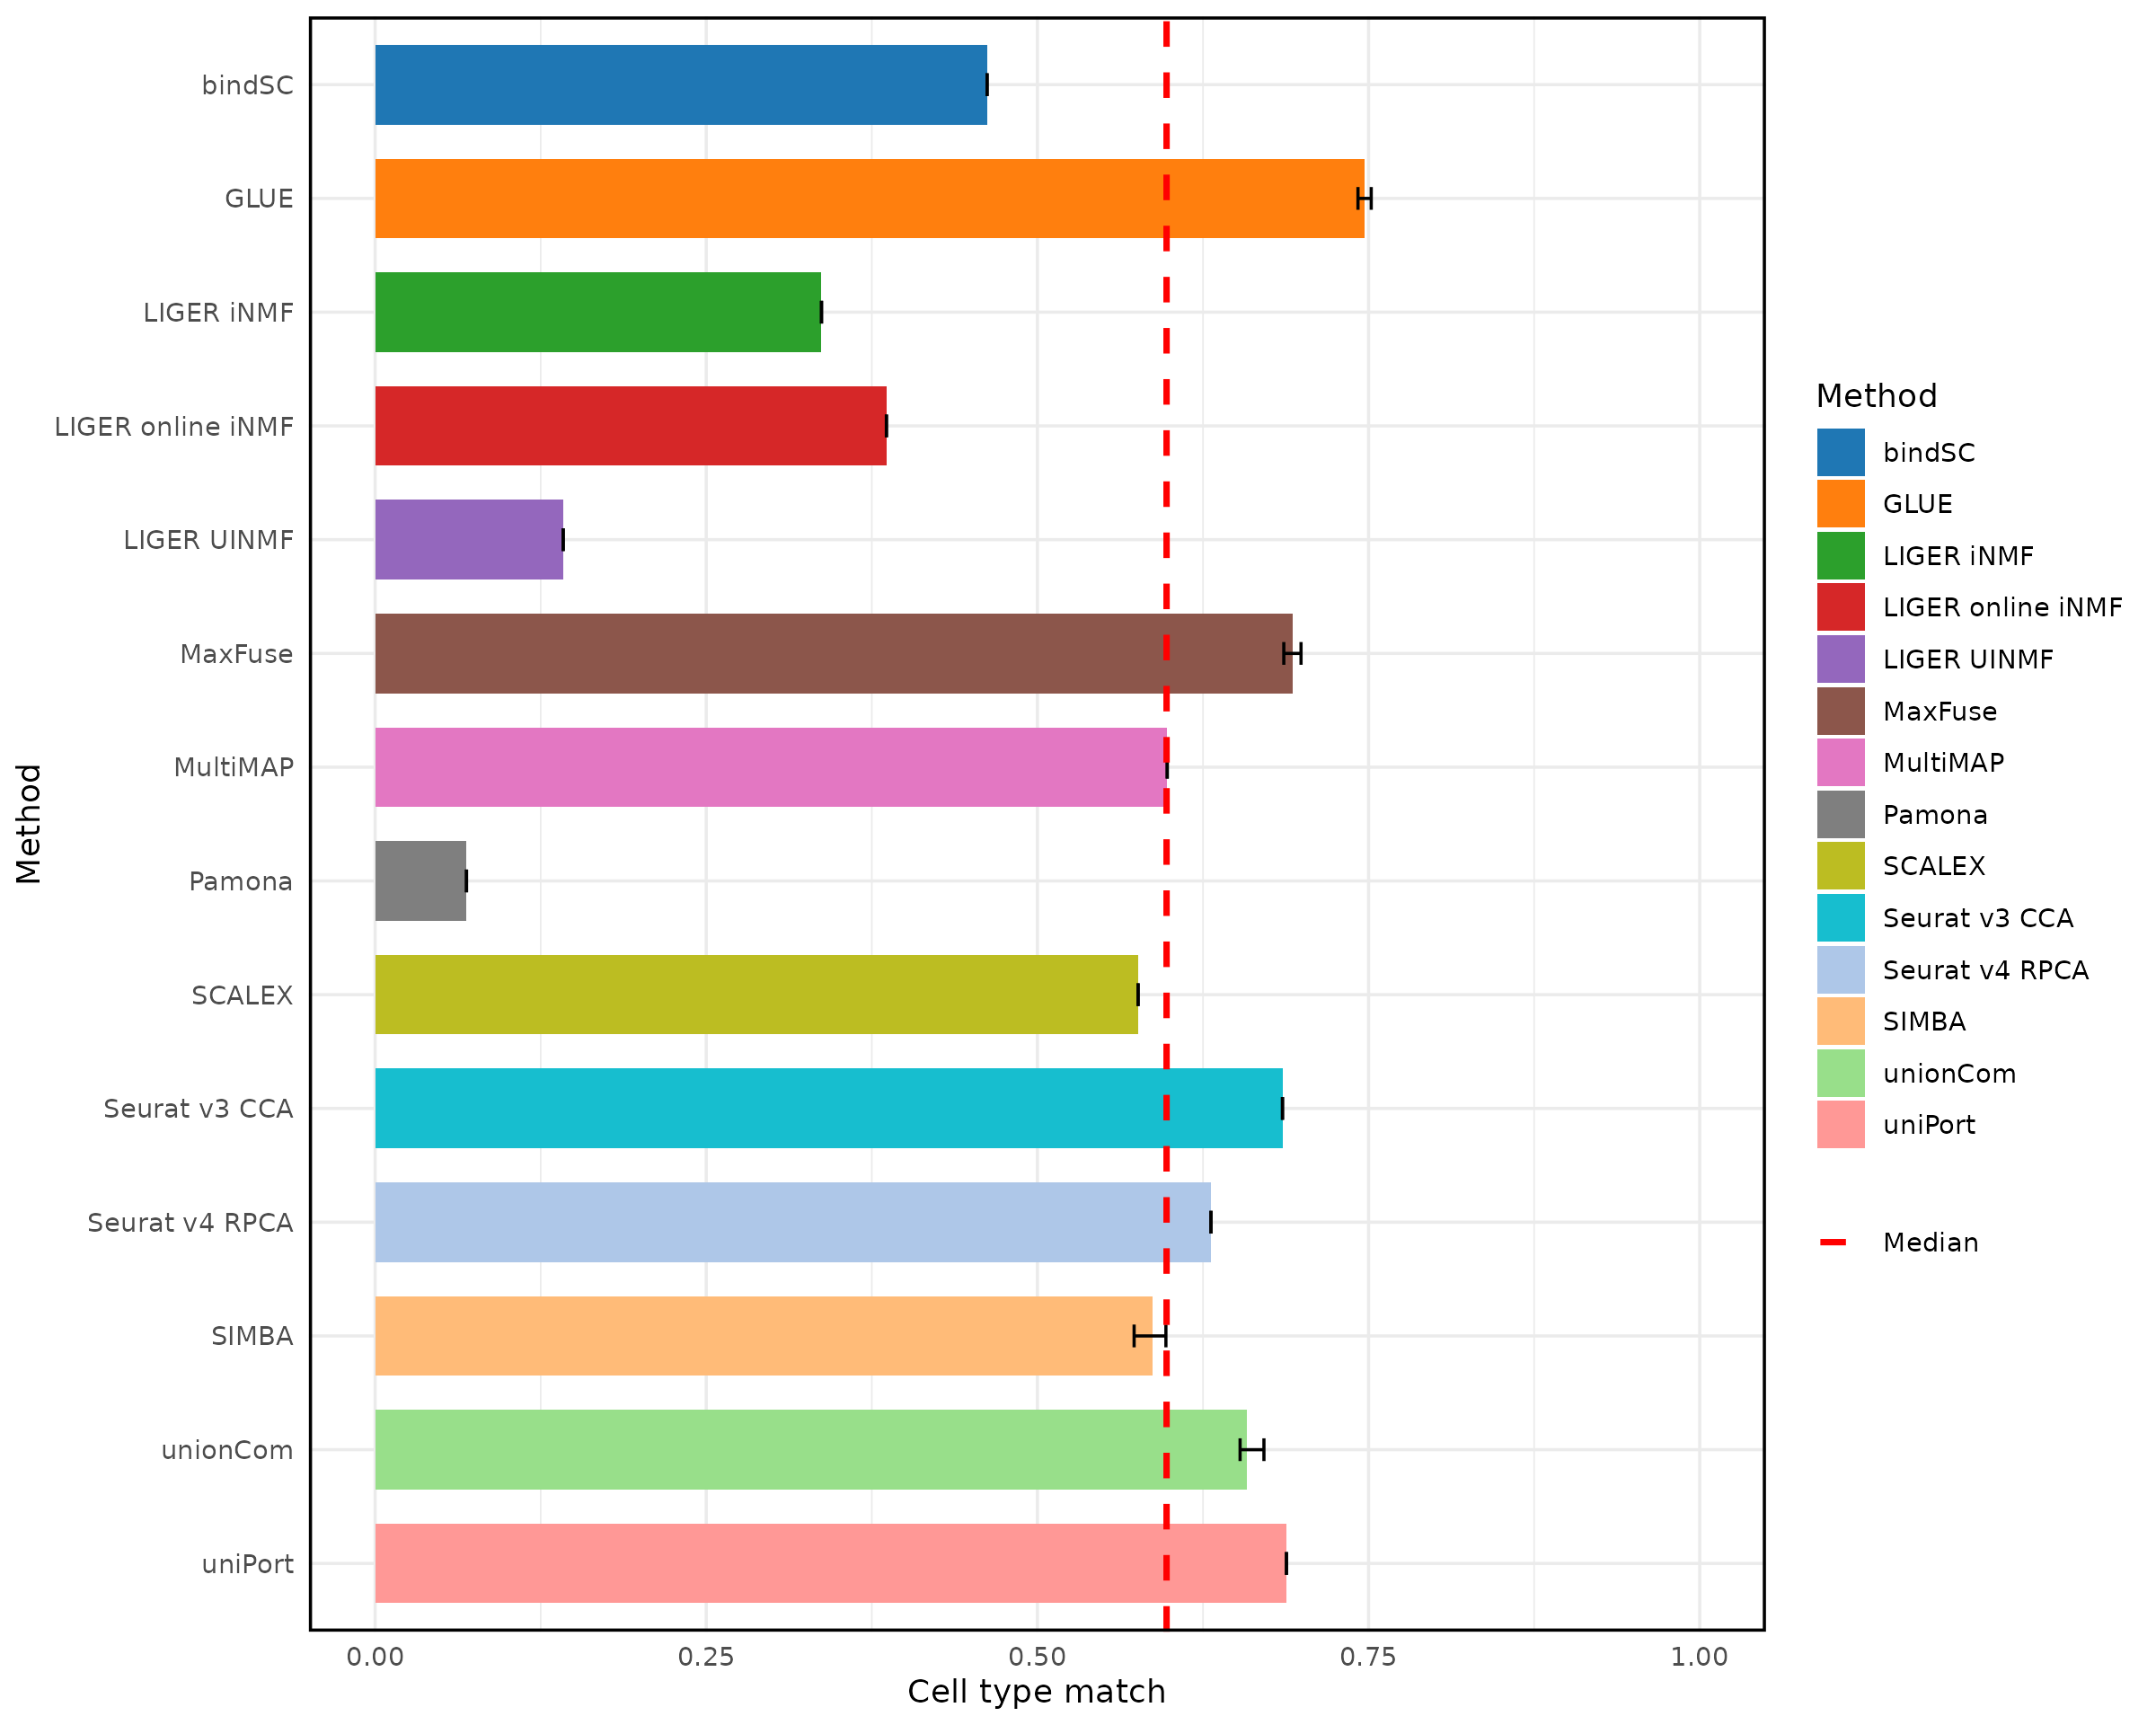 Method
bindSC
GLUE
LIGER iNMF
LIGER online iNMF
LIGER UINMF
MaxFuse
MultiMAP
Pamona
SCALEX
Seurat v3 CCA
Seurat v4 RPCA
SIMBA
unionCom
uniPort
0.00 0.25 0.50 0.75 1.00
Cell type match
Method
bindSC
GLUE
LIGER iNMF
LIGER online iNMF
LIGER UINMF
MaxFuse
MultiMAP
Pamona
SCALEX
Seurat v3 CCA
Seurat v4 RPCA
SIMBA
unionCom
uniPort
Median